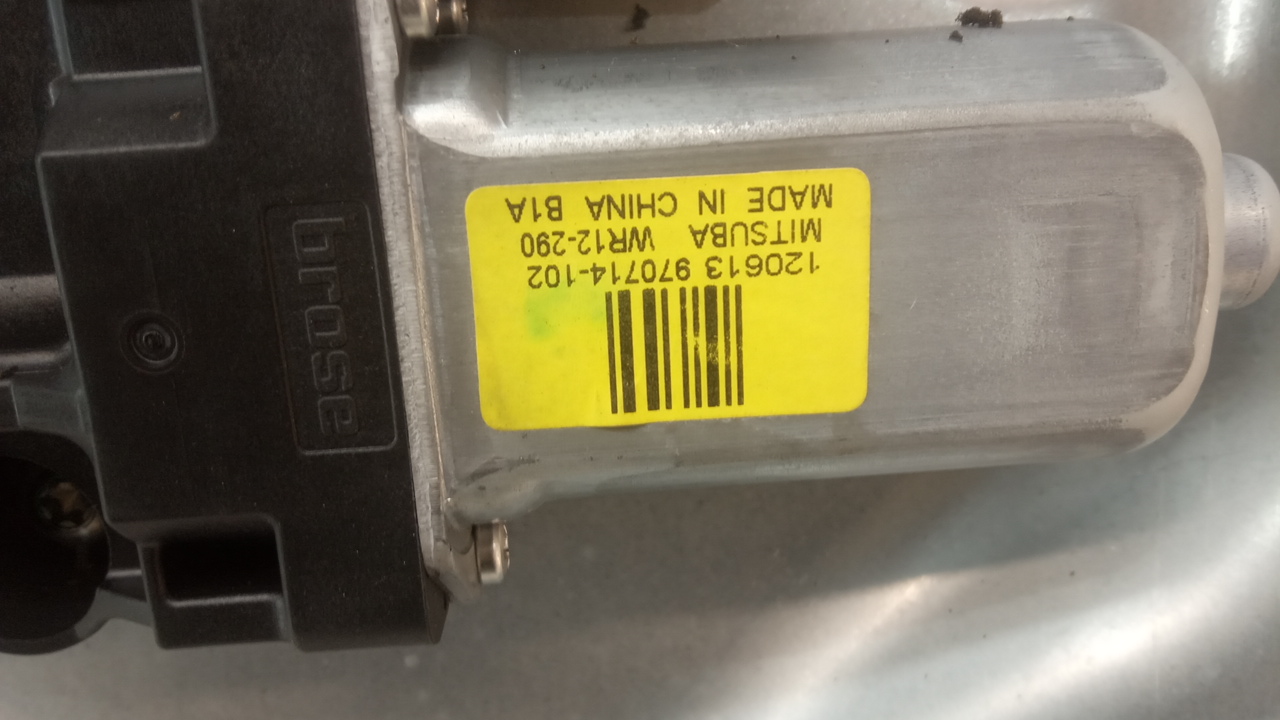 120613 970714-102
MITSUBA WR12-290
MADE IN CHINA B1A
brose